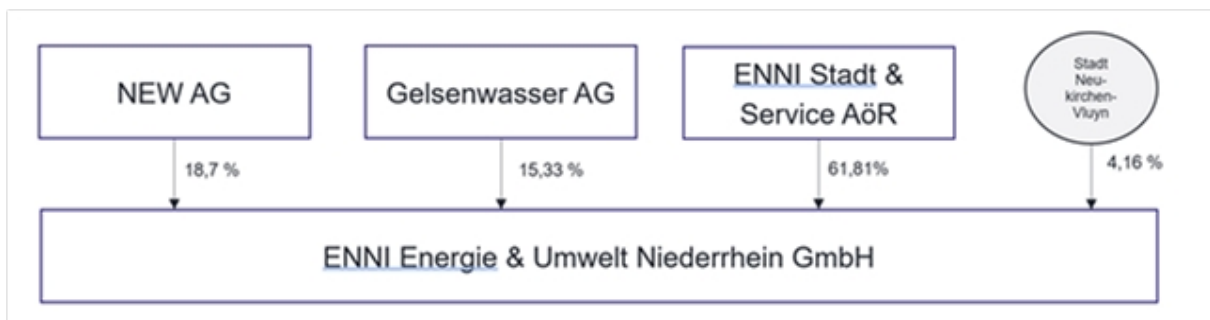 NEW AG
Gelsenwasser AG
ENNI Stadt &
Service AöR
Stadt
Neu-
kirchen-
Vluyn
18,7 %
15,33 %
61,81%
4,16 %
ENNI Energie & Umwelt Niederrhein GmbH